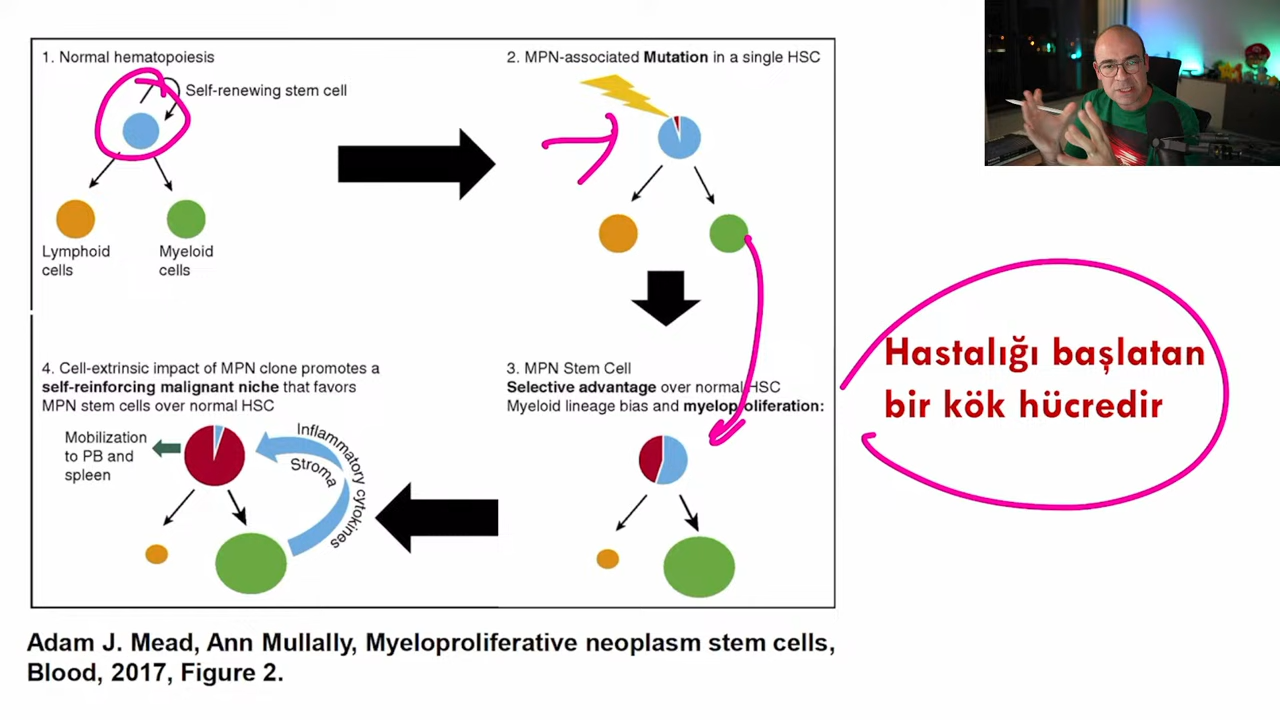 1. Normal hematopoiesis
Self-renewing stem cell
Lymphoid
cells
Myeloid
cells
2. MPN-associated Mutation in a single HSC
3. MPN Stem Cell
Selective advantage over normal HSC
Myeloid lineage bias and myeloproliferation:
4. Cell-extrinsic impact of MPN clone promotes a
self-reinforcing malignant niche that favors
MPN stem cells over normal HSC
Mobilization
to PB and
spleen
Inflammatory cytokines
Stroma
Hastalığı başlatan
bir kök hücredir
Adam J. Mead, Ann Mullally, Myeloproliferative neoplasm stem cells,
Blood, 2017, Figure 2.